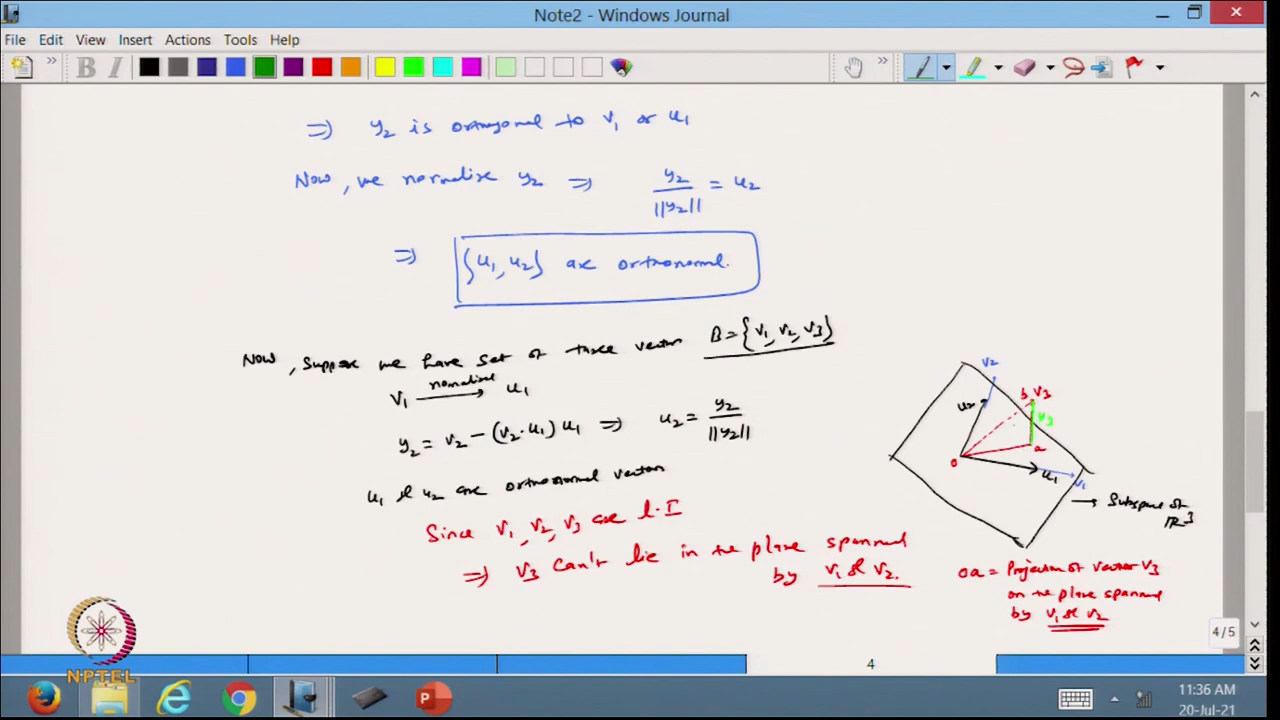 Note2 - Windows Journal
File Edit View Insert Actions Tools Help
⇒) y2 is orthogonal to v1 or u1
Now, we normalize y2 ⇒ y2/||y2|| = u2
⇒ {u1, u2} are orthonormal.
Now, Suppose we have set of three vector B = {v1, v2, v3}
v1 normalize→ u1
y2 = v2 - (v2·u1) u1 ⇒ u2 = y2/||y2||
u1 & u2 are orthonormal vectors
Since v1, v2, v3 are l.I
⇒ v3 can't lie in the plane spanned
by v1 & v2.
v2
b v3
u2
y3
a
o
u1
v1
→ Subspace of
IR3
oa = Projection of vector v3
on the plane spanned
by v1 & v2
4/5
NPTEL
4
11:36 AM
20-Jul-21